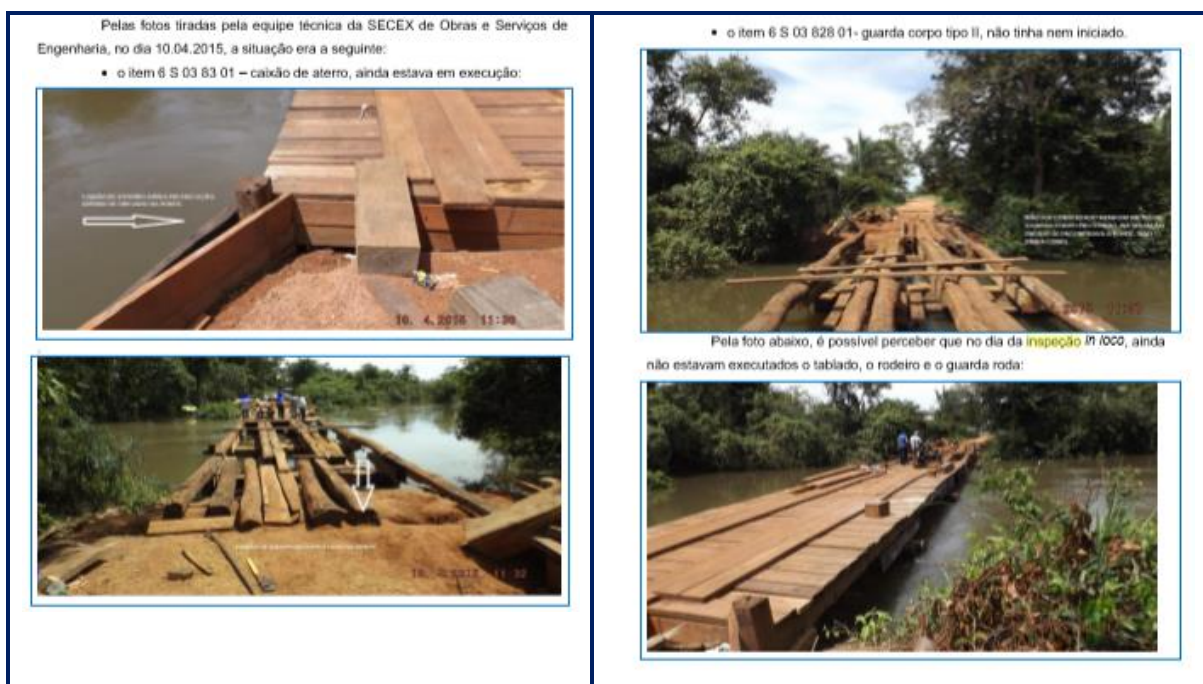 Pelas fotos tiradas pela equipe técnica da SECEX de Obras e Serviços de
Engenharia, no dia 10.04.2015, a situação era a seguinte:
• o item 6 S 03 83 01 – caixão de aterro, ainda estava em execução:
10. 4.2015 11:30
11:32
• o item 6 S 03 828 01- guarda corpo tipo II, não tinha nem iniciado.
Pela foto abaixo, é possível perceber que no dia da inspeção in loco, ainda
não estavam executados o tablado, o rodeiro e o guarda roda: